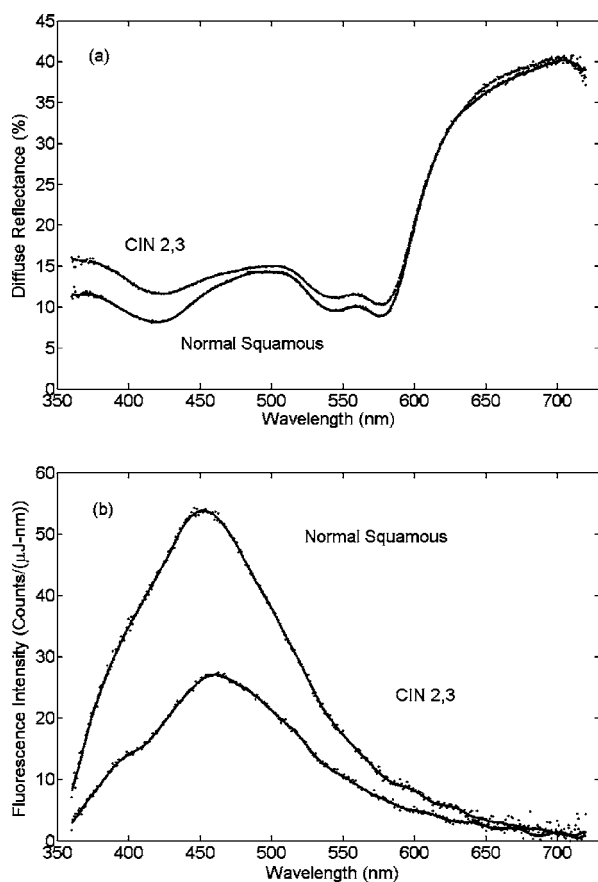 (a)
Diffuse Reflectance (%)
45
40
35
30
25
20
15
10
5
0
CIN 2,3
Normal Squamous
350 400 450 500 550 600 650 700
Wavelength (nm)
(b)
Fluorescence Intensity (Counts/(μJ-nm))
60
50
40
30
20
10
0
Normal Squamous
CIN 2,3
350 400 450 500 550 600 650 700
Wavelength (nm)